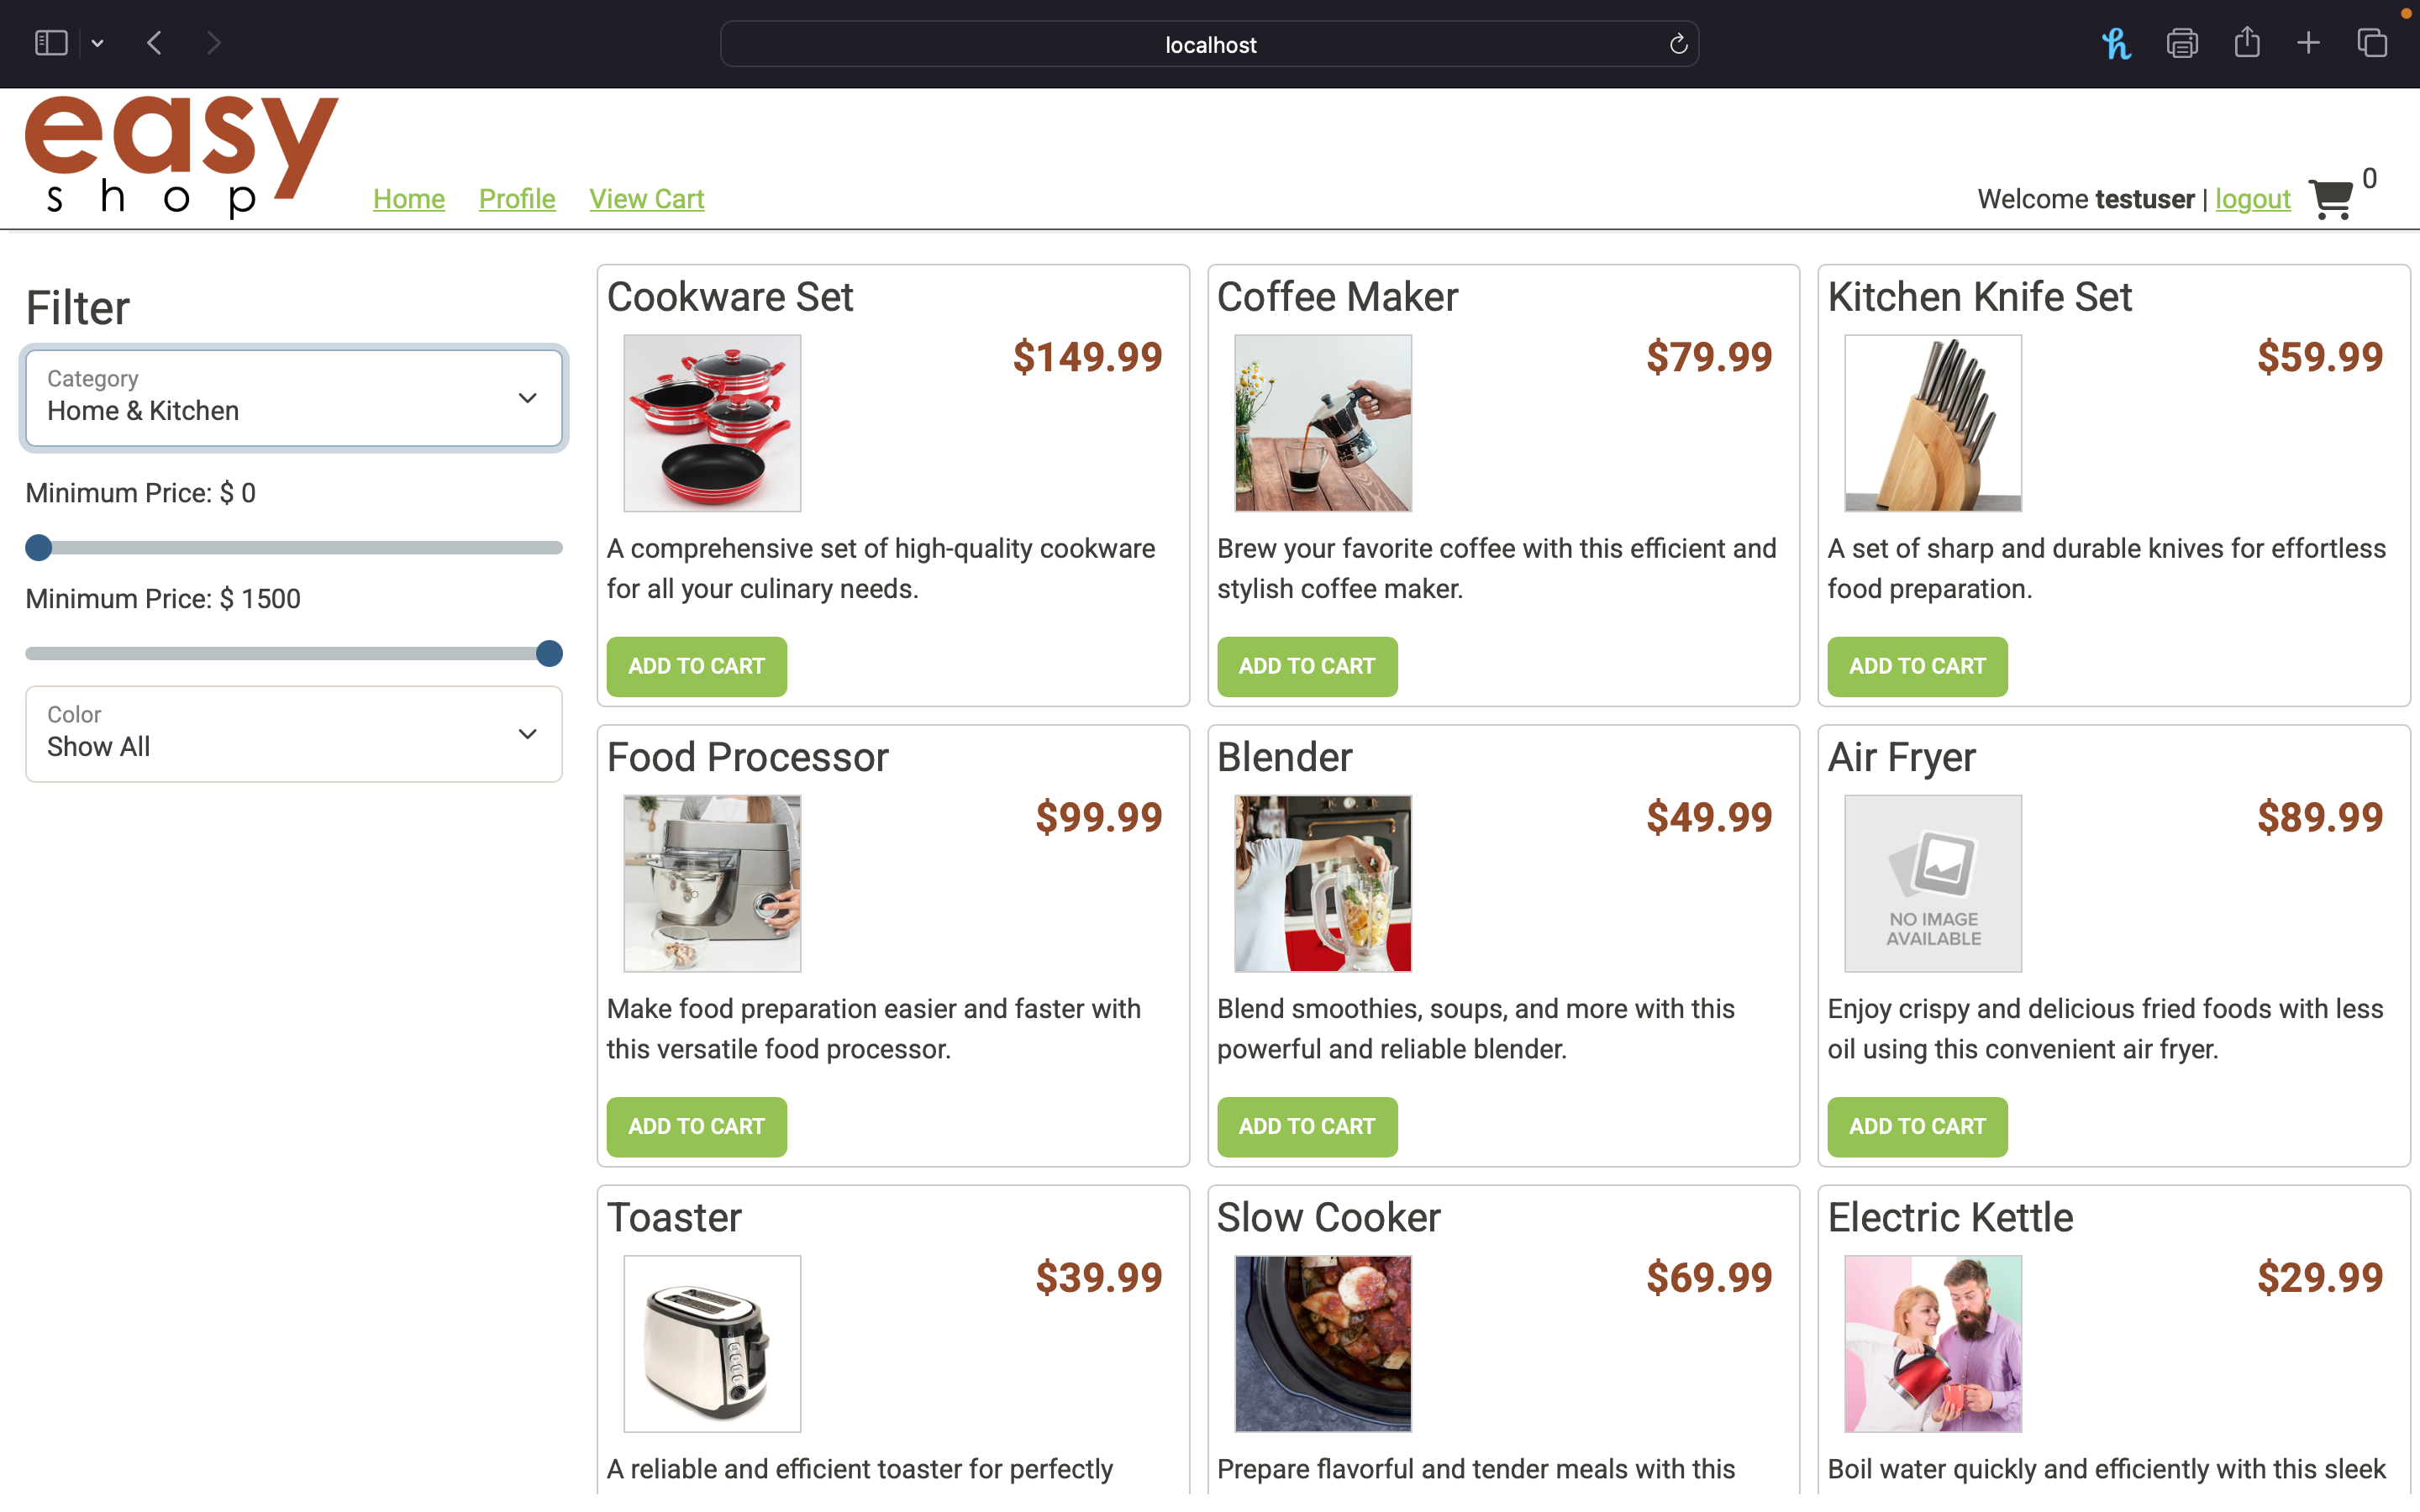 localhost
easy
shop
Home Profile View Cart
Welcome testuser | logout
0
Filter
Category
Home & Kitchen
Minimum Price: $ 0
Minimum Price: $ 1500
Color
Show All
Cookware Set
$149.99
A comprehensive set of high-quality cookware
for all your culinary needs.
ADD TO CART
Coffee Maker
$79.99
Brew your favorite coffee with this efficient and
stylish coffee maker.
ADD TO CART
Kitchen Knife Set
$59.99
A set of sharp and durable knives for effortless
food preparation.
ADD TO CART
Food Processor
$99.99
Make food preparation easier and faster with
this versatile food processor.
ADD TO CART
Blender
$49.99
Blend smoothies, soups, and more with this
powerful and reliable blender.
ADD TO CART
Air Fryer
$89.99
NO IMAGE
AVAILABLE
Enjoy crispy and delicious fried foods with less
oil using this convenient air fryer.
ADD TO CART
Toaster
$39.99
A reliable and efficient toaster for perfectly
Slow Cooker
$69.99
Prepare flavorful and tender meals with this
Electric Kettle
$29.99
Boil water quickly and efficiently with this sleek